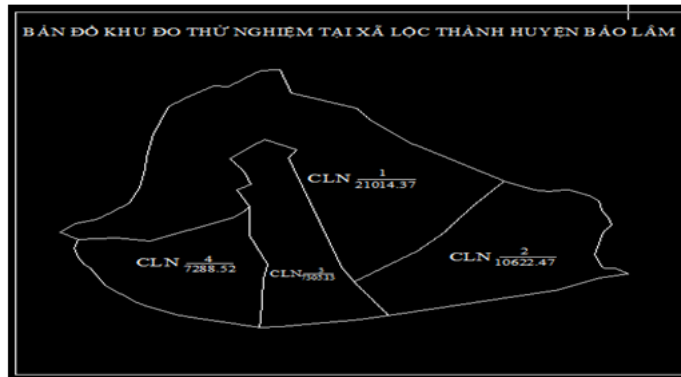 BẢN ĐỒ KHU ĐO THỬ NGHIỆM TẠI XÃ LỘC THÀNH HUYỆN BẢO LÂM
CLN 1
21014.37
CLN 2
10622.47
CLN 4
7288.52
CLN 3